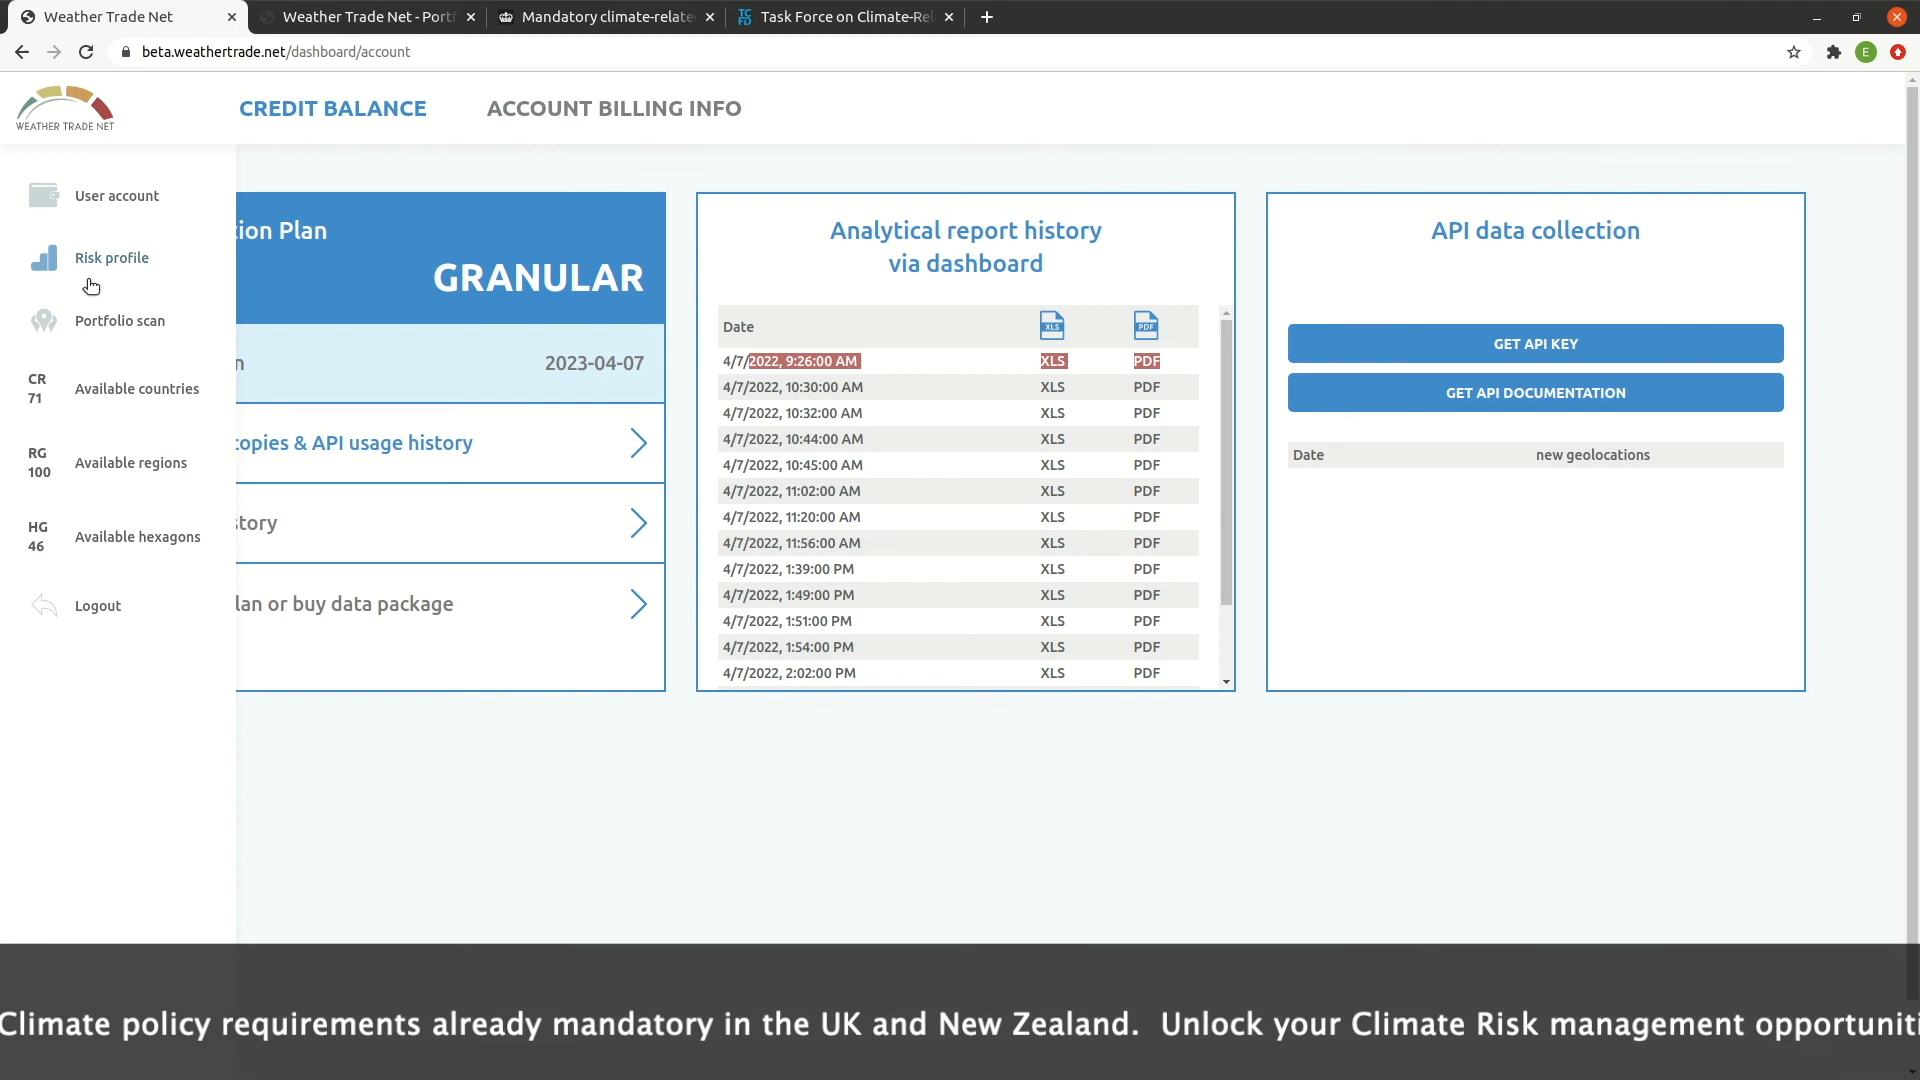 Weather Trade Net
Weather Trade Net - Portf
Mandatory climate-relate
Task Force on Climate-Rel
beta.weathertrade.net/dashboard/account
E
WEATHER TRADE NET
CREDIT BALANCE
ACCOUNT BILLING INFO
User account
Risk profile
Portfolio scan
CR
71
Available countries
RG
100
Available regions
HG
46
Available hexagons
Logout
ion Plan
GRANULAR
n
2023-04-07
copies & API usage history
story
lan or buy data package
Analytical report history
via dashboard
Date XLS PDF
4/7/2022, 9:26:00 AM XLS PDF
4/7/2022, 10:30:00 AM XLS PDF
4/7/2022, 10:32:00 AM XLS PDF
4/7/2022, 10:44:00 AM XLS PDF
4/7/2022, 10:45:00 AM XLS PDF
4/7/2022, 11:02:00 AM XLS PDF
4/7/2022, 11:20:00 AM XLS PDF
4/7/2022, 11:56:00 AM XLS PDF
4/7/2022, 1:39:00 PM XLS PDF
4/7/2022, 1:49:00 PM XLS PDF
4/7/2022, 1:51:00 PM XLS PDF
4/7/2022, 1:54:00 PM XLS PDF
4/7/2022, 2:02:00 PM XLS PDF
API data collection
GET API KEY
GET API DOCUMENTATION
Date new geolocations
Climate policy requirements already mandatory in the UK and New Zealand. Unlock your Climate Risk management opportuniti